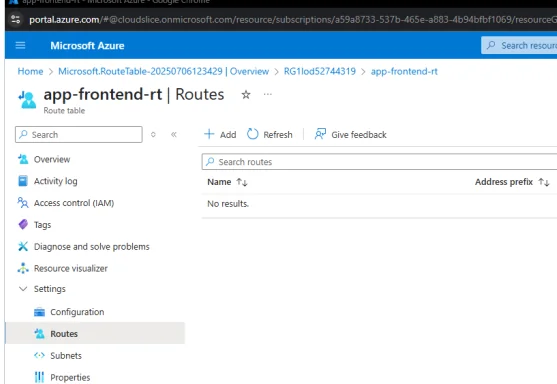 app-frontend-rt - Microsoft Azure - Google Chrome
portal.azure.com/#@cloudslice.onmicrosoft.com/resource/subscriptions/a59a8733-537b-465e-a883-4b94bfbf1069/resourceG
Microsoft Azure
Search resour
Home > Microsoft.RouteTable-20250706123429 | Overview > RG1lod52744319 > app-frontend-rt
app-frontend-rt | Routes
Route table
Search
Add Refresh Give feedback
Overview
Search routes
Activity log
Name Address prefix
Access control (IAM)
No results.
Tags
Diagnose and solve problems
Resource visualizer
Settings
Configuration
Routes
Subnets
Properties